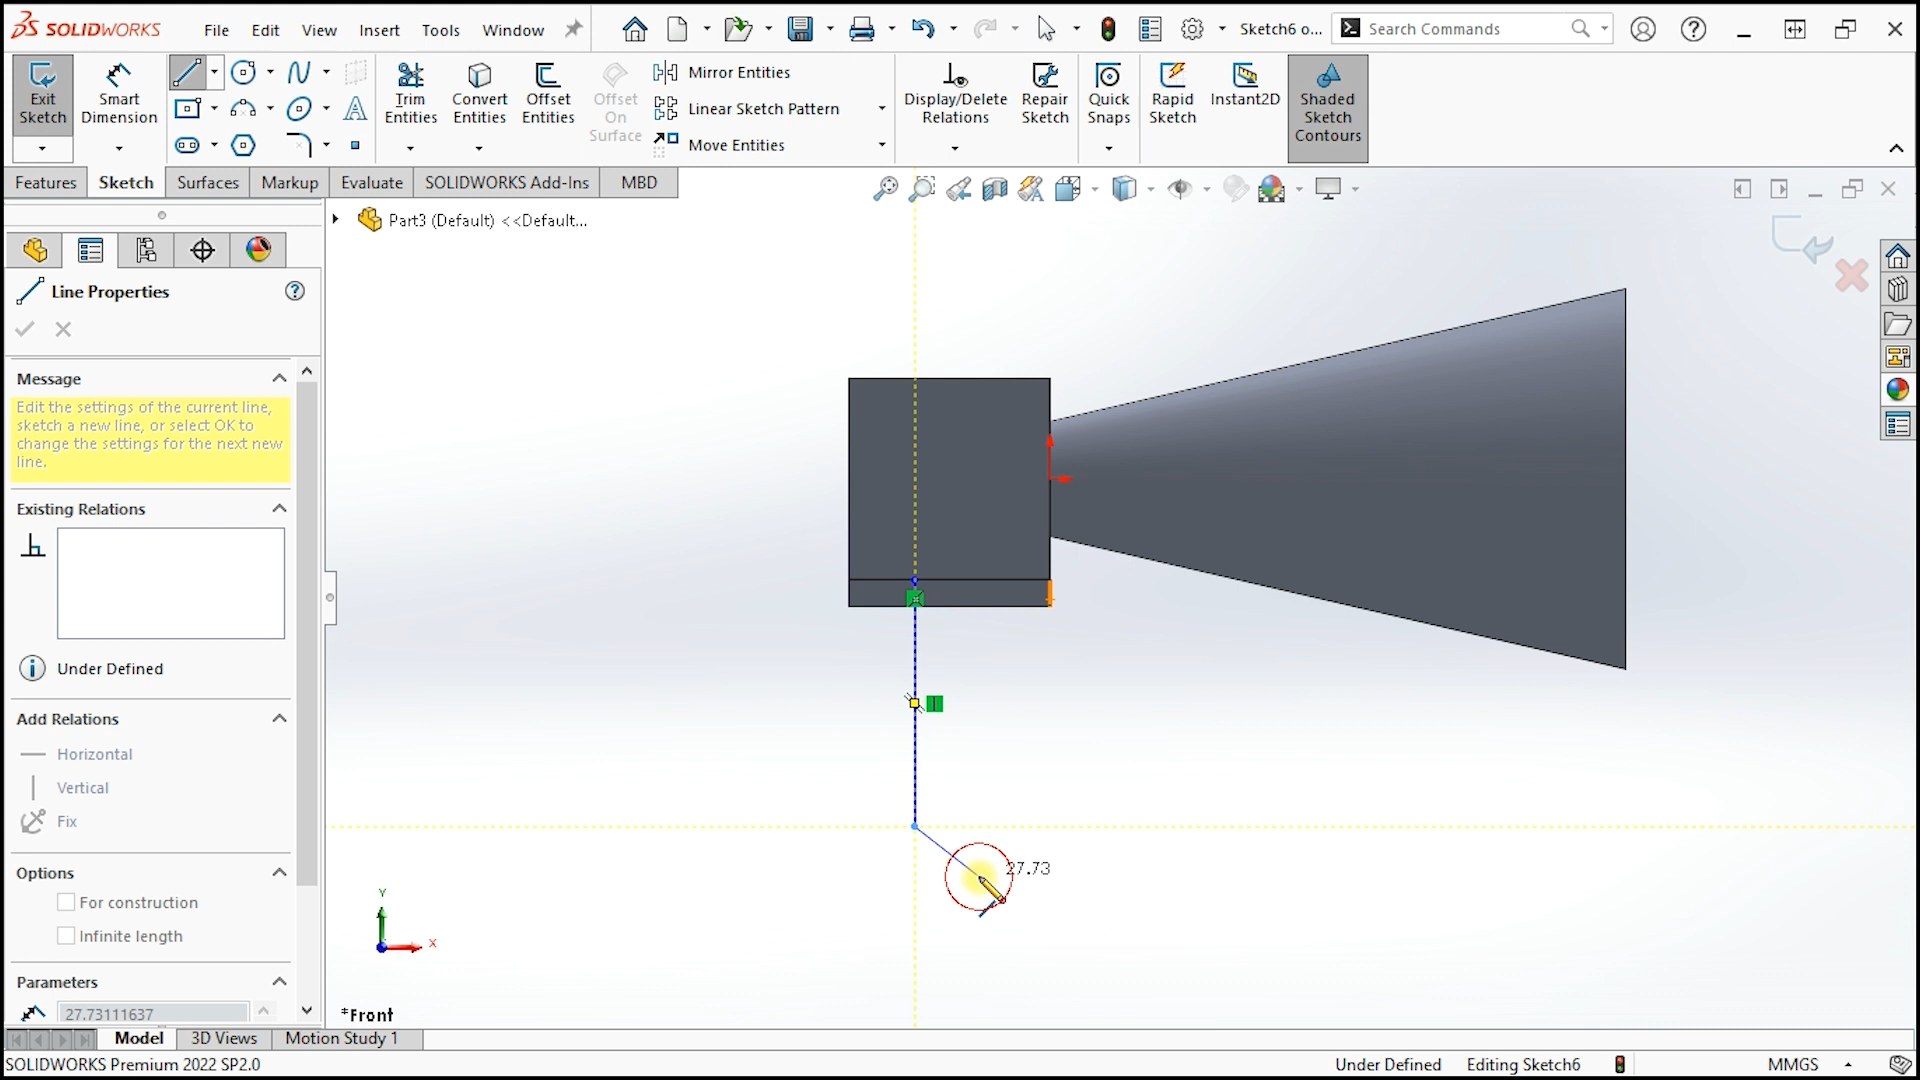 SOLIDWORKS File Edit View Insert Tools Window Sketch6 o... Search Commands
Exit Sketch
Smart Dimension
Trim Entities
Convert Entities
Offset Entities
Offset On Surface
Mirror Entities
Linear Sketch Pattern
Move Entities
Display/Delete Relations
Repair Sketch
Quick Snaps
Rapid Sketch
Instant2D
Shaded Sketch Contours
Features Sketch Surfaces Markup Evaluate SOLIDWORKS Add-Ins MBD
Part3 (Default) <<Default...
Line Properties
Message
Edit the settings of the current line,
sketch a new line, or select OK to
change the settings for the next new
line.
Existing Relations
Under Defined
Add Relations
Horizontal
Vertical
Fix
Options
For construction
Infinite length
Parameters
27.73111637
27.73
Y
X
*Front
Model 3D Views Motion Study 1
SOLIDWORKS Premium 2022 SP2.0 Under Defined Editing Sketch6 MMGS